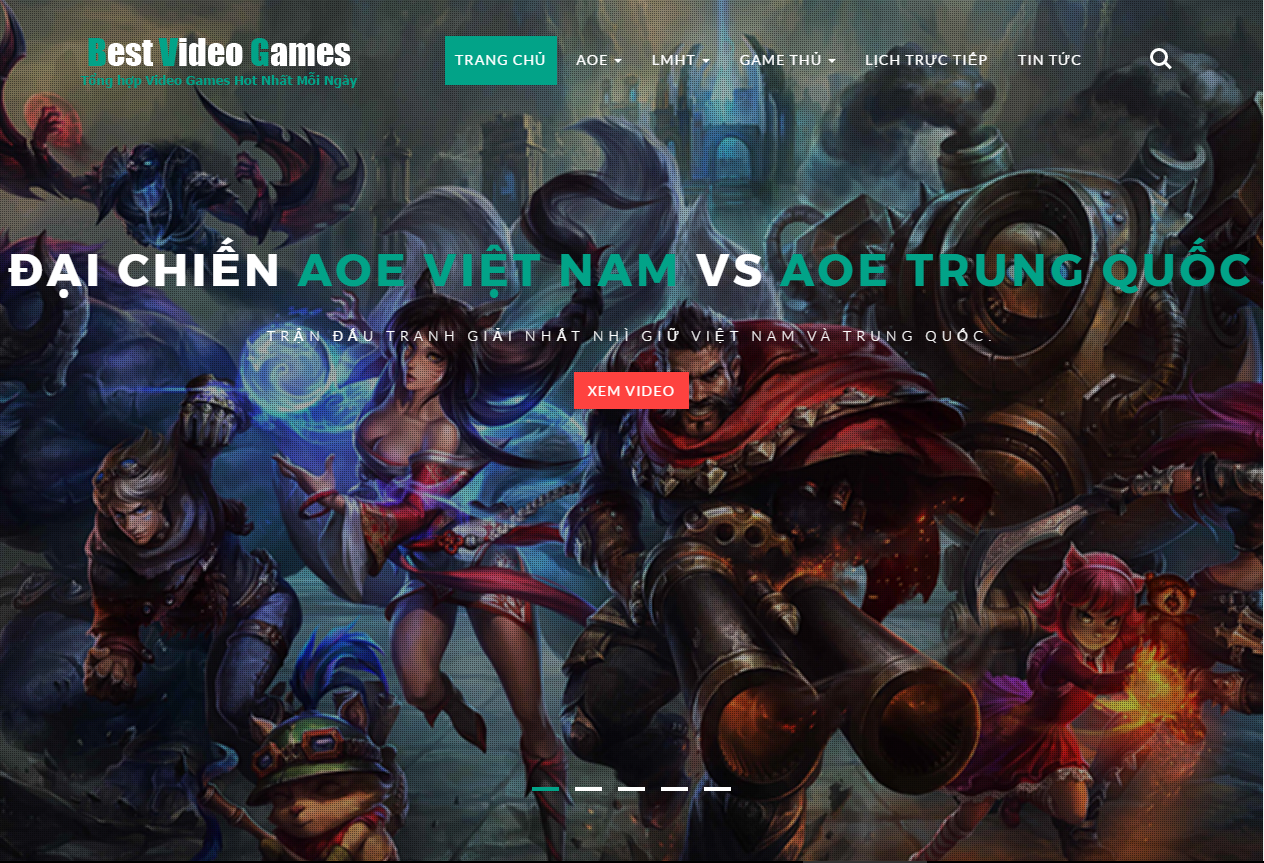 Best Video Games
Tổng hợp Video Games Hot Nhất Mỗi Ngày
TRANG CHỦ
AOE
LMHT
GAME THỦ
LỊCH TRỰC TIẾP
TIN TỨC
ĐẠI CHIẾN AOE VIỆT NAM VS AOE TRUNG QUỐC
TRẬN ĐẤU TRANH GIẢI NHẤT NHÌ GIỮ VIỆT NAM VÀ TRUNG QUỐC.
XEM VIDEO